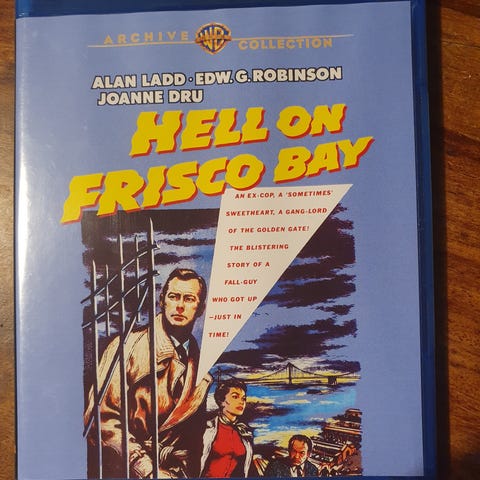 ARCHIVE WB COLLECTION
ALAN LADD · EDW. G. ROBINSON
JOANNE DRU
HELL ON
FRISCO BAY
AN EX-COP, A 'SOMETIMES'
SWEETHEART, A GANG-LORD
OF THE GOLDEN GATE!
THE BLISTERING
STORY OF A
FALL-GUY
WHO GOT UP
—JUST IN
TIME!